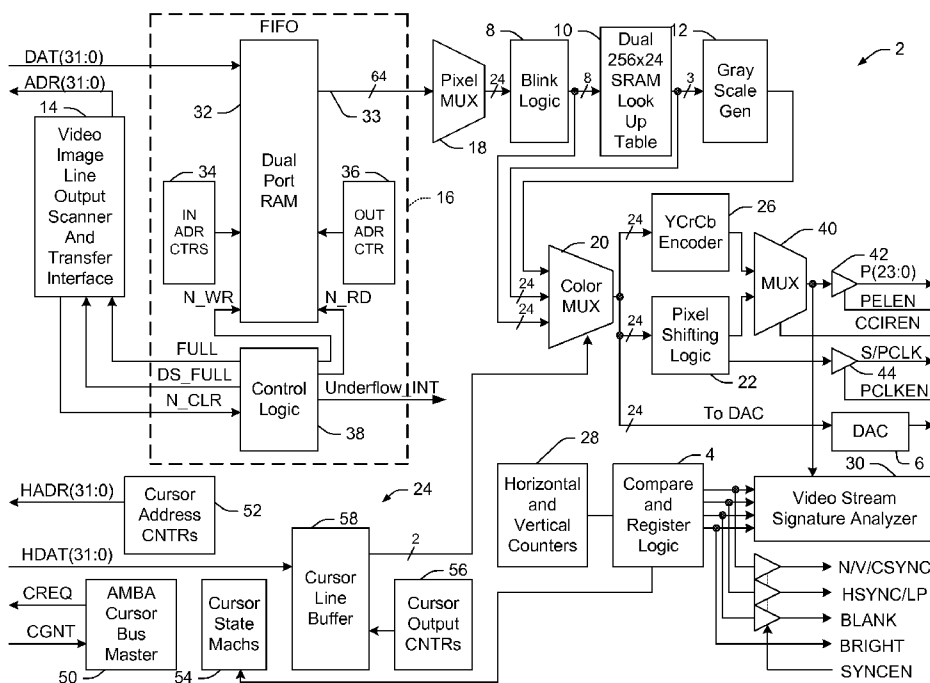 FIFO
DAT(31:0)
ADR(31:0)
14
Video
Image
Line
Output
Scanner
And
Transfer
Interface
32
Dual
Port
RAM
33
64
34
IN
ADR
CTRS
36
OUT
ADR
CTR
16
N_WR
N_RD
FULL
DS_FULL
N_CLR
Control
Logic
38
Underflow_INT
Pixel
MUX
18
24
8
Blink
Logic
8
10
Dual
256x24
SRAM
Look
Up
Table
3
12
Gray
Scale
Gen
2
20
Color
MUX
24
24
24
YCrCb
Encoder
26
24
Pixel
Shifting
Logic
22
40
MUX
42
P(23:0)
PELEN
CCIREN
S/PCLK
44
PCLKEN
24
To DAC
DAC
6
HADR(31:0)
Cursor
Address
CNTRs
52
24
HDAT(31:0)
58
Cursor
Line
Buffer
2
CREQ
CGNT
AMBA
Cursor
Bus
Master
50
Cursor
State
Machs
54
56
Cursor
Output
CNTRs
28
Horizontal
and
Vertical
Counters
4
Compare
and
Register
Logic
30
Video Stream
Signature Analyzer
N/V/CSYNC
HSYNC/LP
BLANK
BRIGHT
SYNCEN